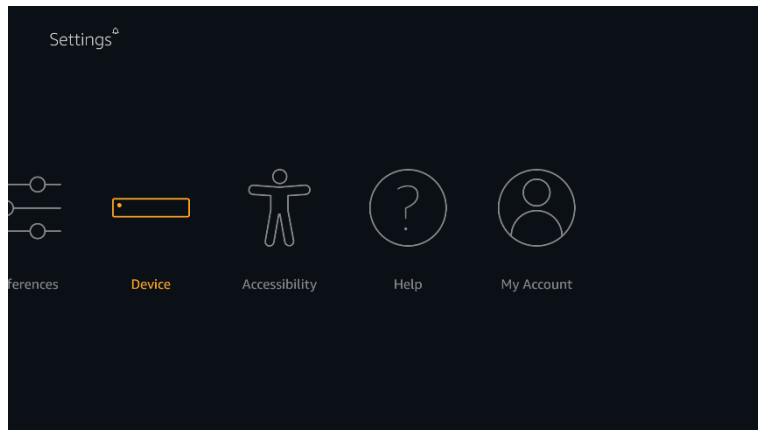 Settings
ferences
Device
Accessibility
Help
My Account